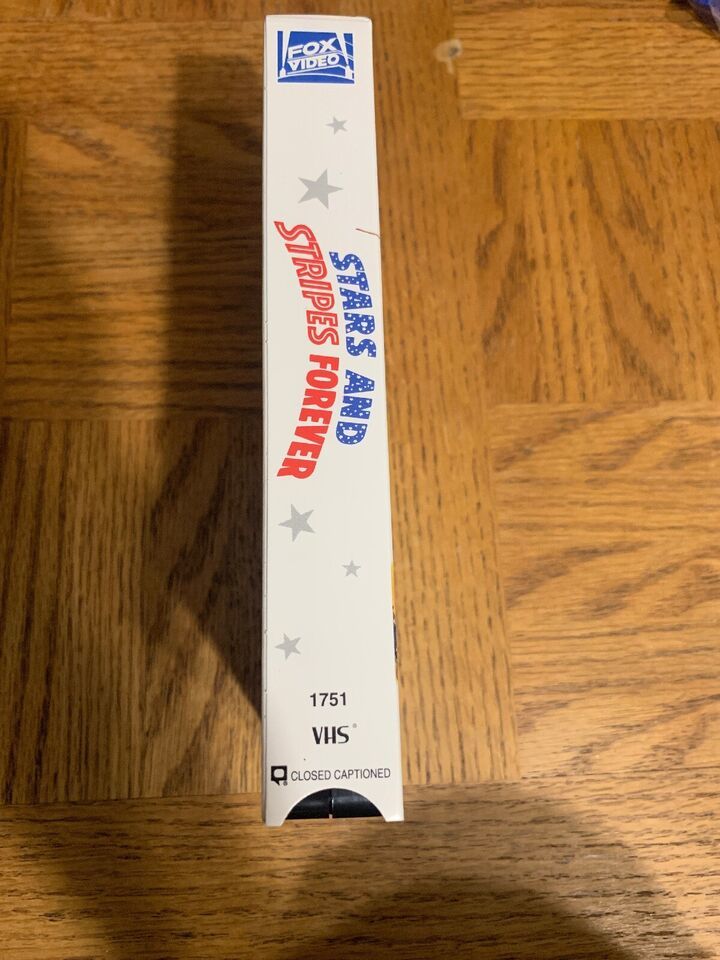 FOX
VIDEO
STARS AND
STRIPES FOREVER
1751
VHS®
CLOSED CAPTIONED